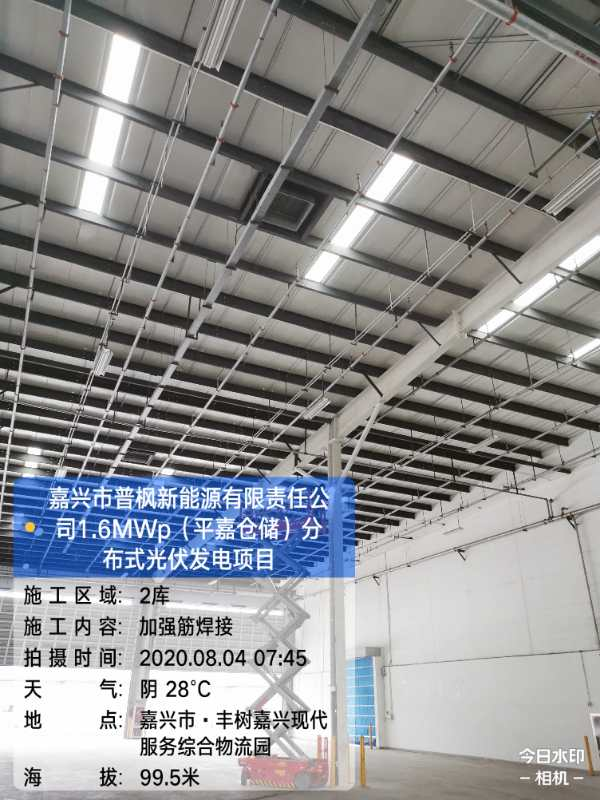 嘉兴市普枫新能源有限责任公
司1.6MWp（平嘉仓储）分
布式光伏发电项目
施工区域: 2库
施工内容: 加强筋焊接
拍摄时间: 2020.08.04 07:45
天气: 阴 28°C
地点: 嘉兴市·丰树嘉兴现代
服务综合物流园
海拔: 99.5米
今日水印
-相机-